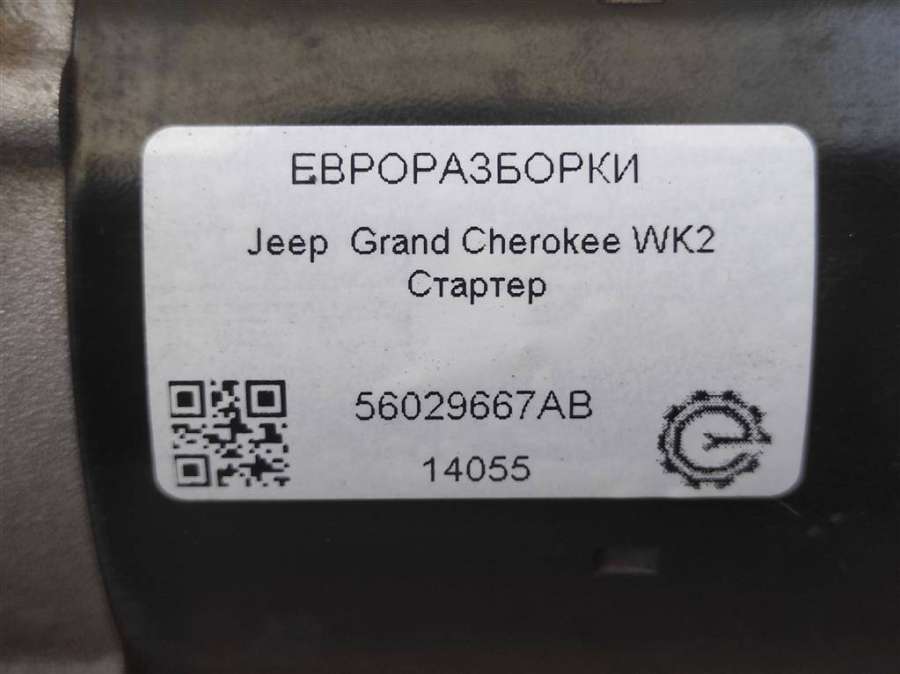 ЕВРОРАЗБОРКИ
Jeep Grand Cherokee WK2
Стартер
56029667AB
14055